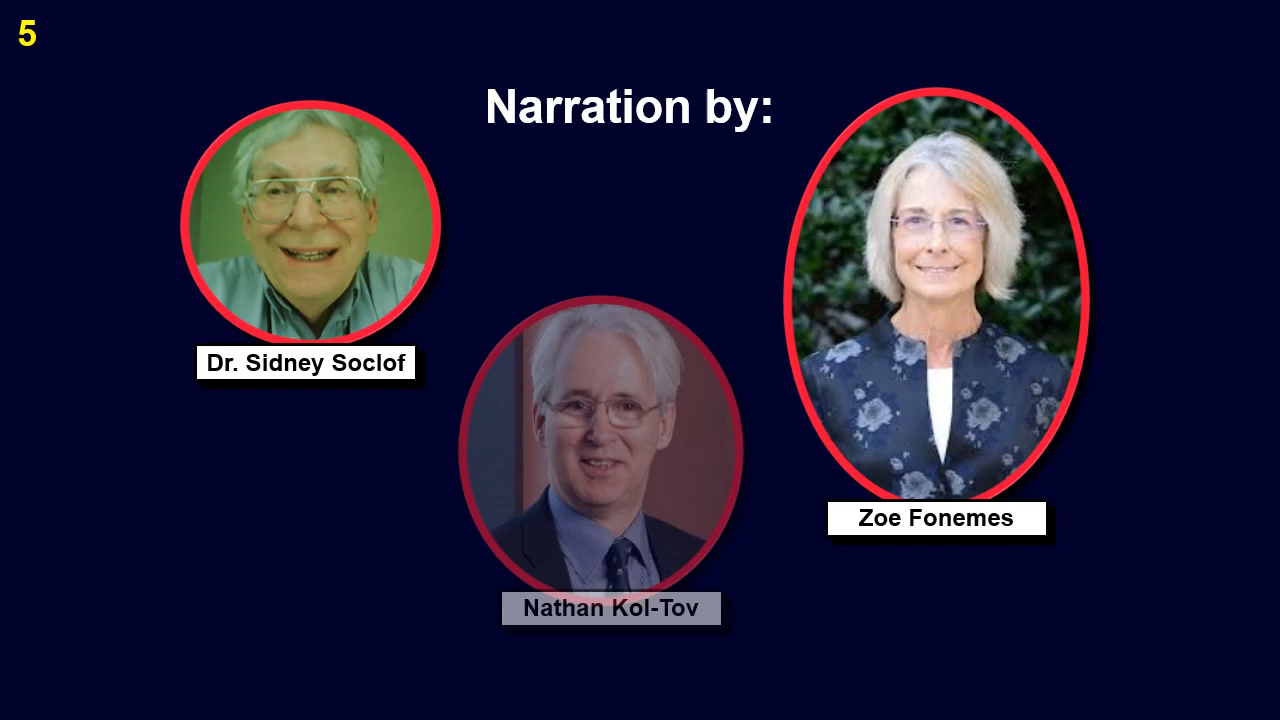 5
Narration by:
Dr. Sidney Soclof
Nathan Kol-Tov
Zoe Fonemes